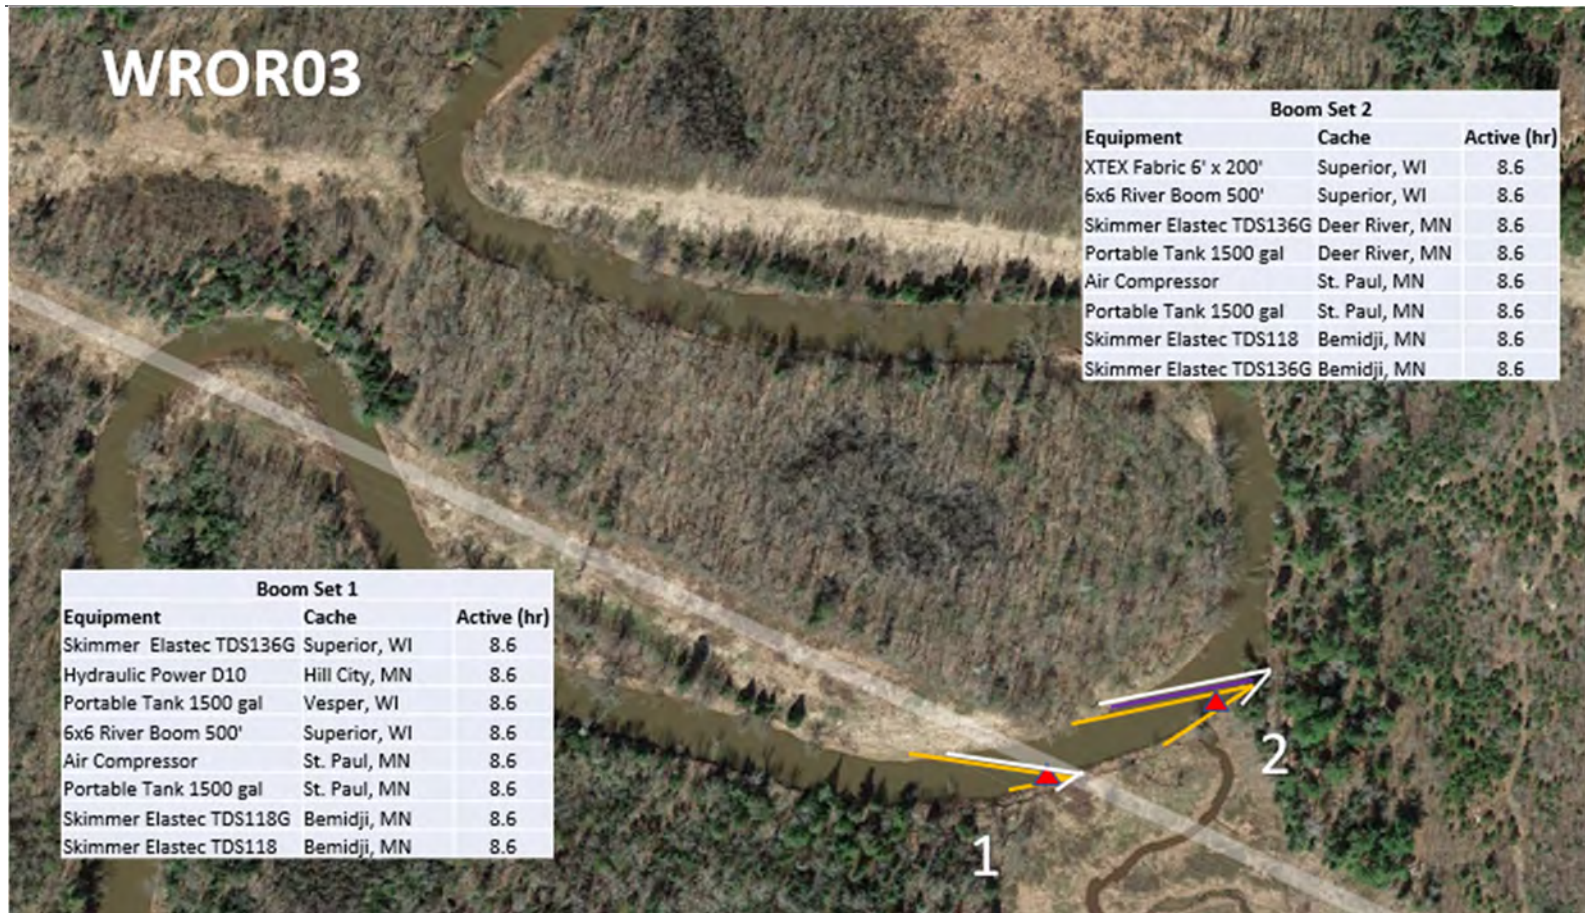 WROR03
Boom Set 2
Equipment Cache Active (hr)
XTEX Fabric 6' x 200' Superior, WI 8.6
6x6 River Boom 500' Superior, WI 8.6
Skimmer Elastec TDS136G Deer River, MN 8.6
Portable Tank 1500 gal Deer River, MN 8.6
Air Compressor St. Paul, MN 8.6
Portable Tank 1500 gal St. Paul, MN 8.6
Skimmer Elastec TDS118 Bemidji, MN 8.6
Skimmer Elastec TDS136G Bemidji, MN 8.6
Boom Set 1
Equipment Cache Active (hr)
Skimmer Elastec TDS136G Superior, WI 8.6
Hydraulic Power D10 Hill City, MN 8.6
Portable Tank 1500 gal Vesper, WI 8.6
6x6 River Boom 500' Superior, WI 8.6
Air Compressor St. Paul, MN 8.6
Portable Tank 1500 gal St. Paul, MN 8.6
Skimmer Elastec TDS118G Bemidji, MN 8.6
Skimmer Elastec TDS118 Bemidji, MN 8.6
2
1